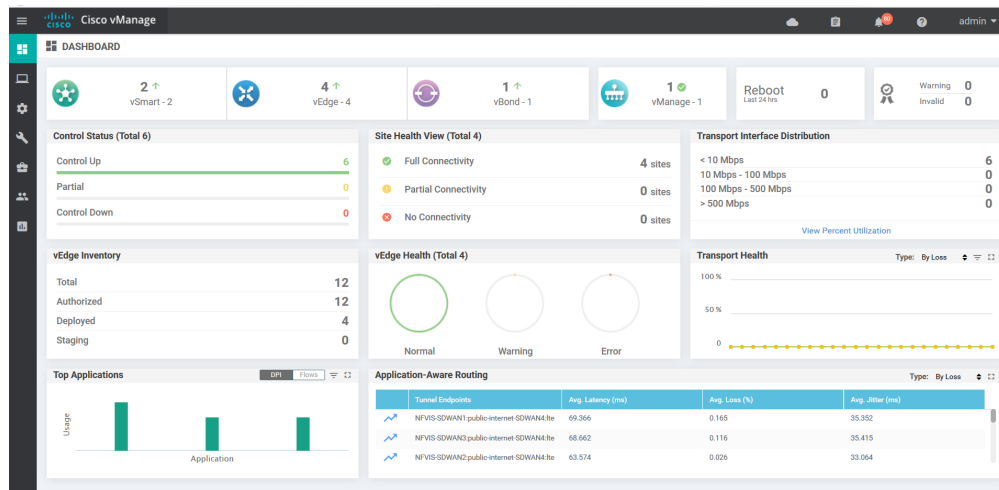 CISCO Cisco vManage
80
admin
DASHBOARD
2
vSmart - 2
4
vEdge - 4
1
vBond - 1
1
vManage - 1
Reboot
Last 24 hrs
0
Warning 0
Invalid 0
Control Status (Total 6)
Control Up 6
Partial 0
Control Down 0
Site Health View (Total 4)
Full Connectivity 4 sites
Partial Connectivity 0 sites
No Connectivity 0 sites
Transport Interface Distribution
< 10 Mbps 6
10 Mbps - 100 Mbps 0
100 Mbps - 500 Mbps 0
> 500 Mbps 0
View Percent Utilization
vEdge Inventory
Total 12
Authorized 12
Deployed 4
Staging 0
vEdge Health (Total 4)
Normal Warning Error
Transport Health Type: By Loss
100 %
50 %
0
Top Applications DPI Flows
Usage
Application
Application-Aware Routing Type: By Loss
Tunnel Endpoints Avg. Latency (ms) Avg. Loss (%) Avg. Jitter (ms)
NFVIS-SDWAN1:public-internet-SDWAN4:lte 69.366 0.165 35.352
NFVIS-SDWAN3:public-internet-SDWAN4:lte 68.662 0.116 35.415
NFVIS-SDWAN2:public-internet-SDWAN4:lte 63.574 0.026 33.064